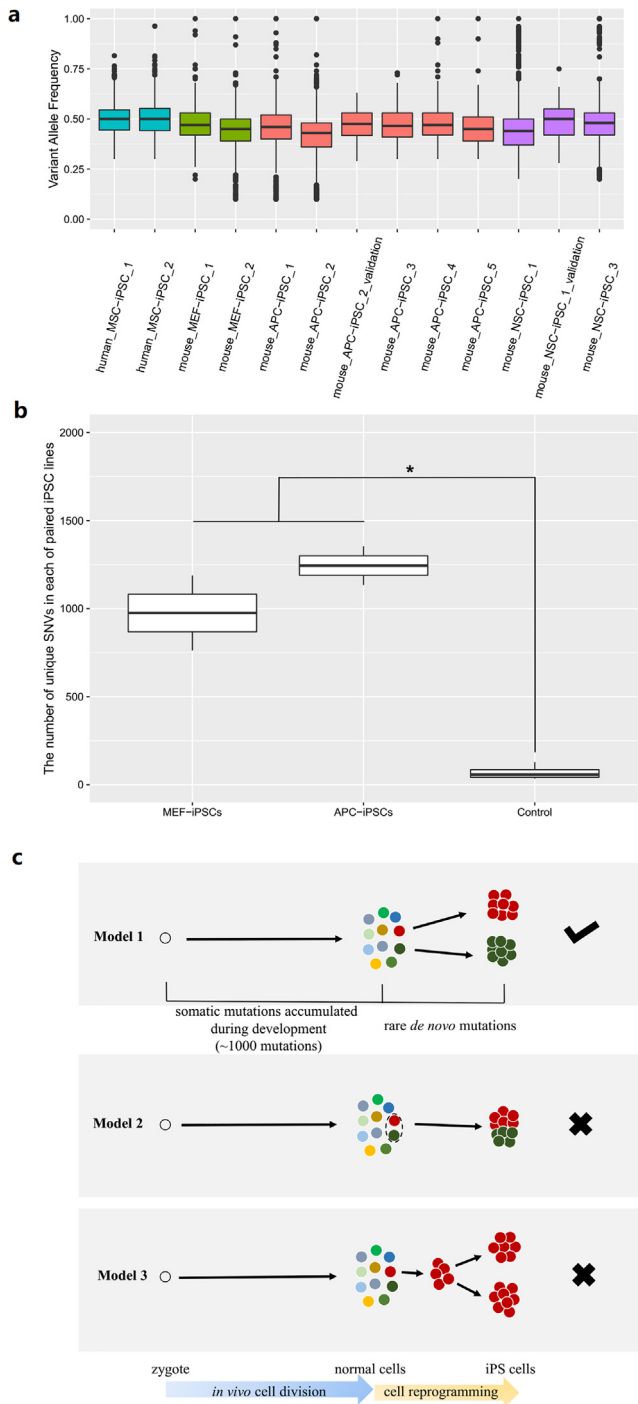 a
Variant Allele Frequency
1.00
0.75
0.50
0.25
0.00
human_MSC−iPSC_1
human_MSC−iPSC_2
mouse_MEF−iPSC_1
mouse_MEF−iPSC_2
mouse_APC−iPSC_1
mouse_APC−iPSC_2
mouse_APC−iPSC_2_validation
mouse_APC−iPSC_3
mouse_APC−iPSC_4
mouse_APC−iPSC_5
mouse_NSC−iPSC_1
mouse_NSC−iPSC_1_validation
mouse_NSC−iPSC_3
b
The number of unique SNVs in each of paired iPSC lines
2000
1500
1000
500
0
*
MEF−iPSCs
APC−iPSCs
Control
c
Model 1
somatic mutations accumulated
during development
(~1000 mutations)
rare de novo mutations
Model 2
Model 3
zygote
normal cells
iPS cells
in vivo cell division
cell reprogramming